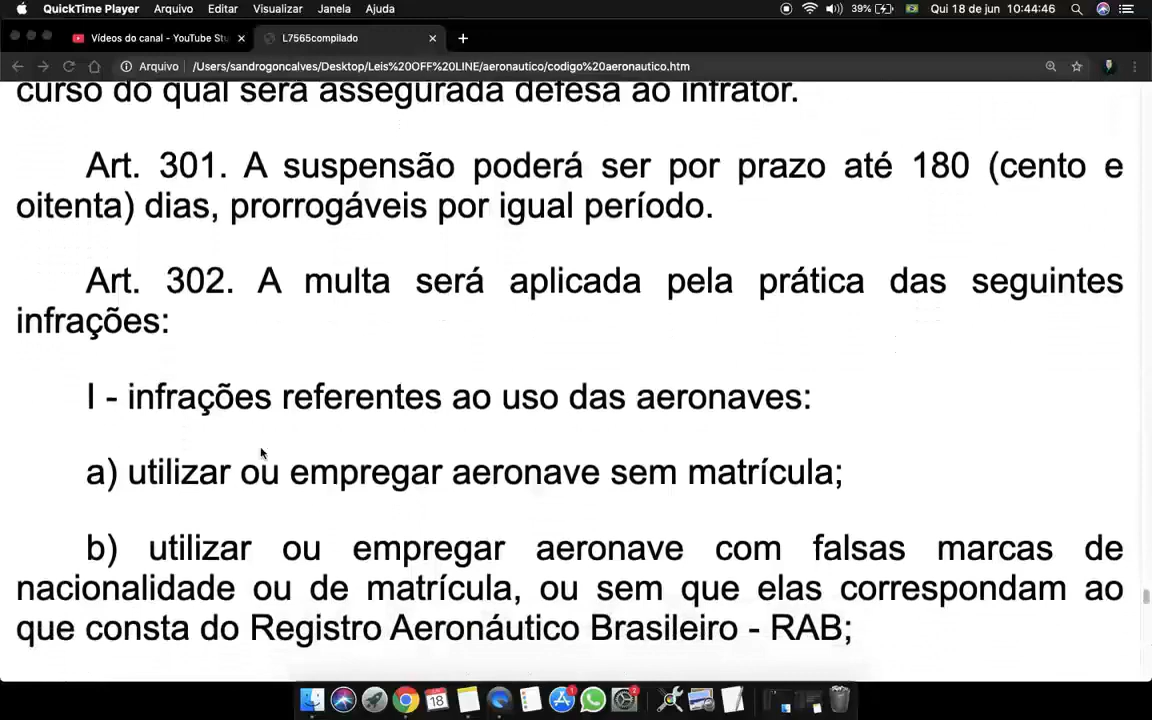 QuickTime Player Arquivo Editar Visualizar Janela Ajuda 39% Qui 18 de jun 10:44:46
Vídeos do canal - YouTube Stu L7565compilado
Arquivo /Users/sandrogoncalves/Desktop/Leis%20OFF%20LINE/aeronautico/codigo%20aeronautico.htm
curso do qual será assegurada defesa ao infrator.
Art. 301. A suspensão poderá ser por prazo até 180 (cento e
oitenta) dias, prorrogáveis por igual período.
Art. 302. A multa será aplicada pela prática das seguintes
infrações:
I - infrações referentes ao uso das aeronaves:
a) utilizar ou empregar aeronave sem matrícula;
b) utilizar ou empregar aeronave com falsas marcas de
nacionalidade ou de matrícula, ou sem que elas correspondam ao
que consta do Registro Aeronáutico Brasileiro - RAB;
18